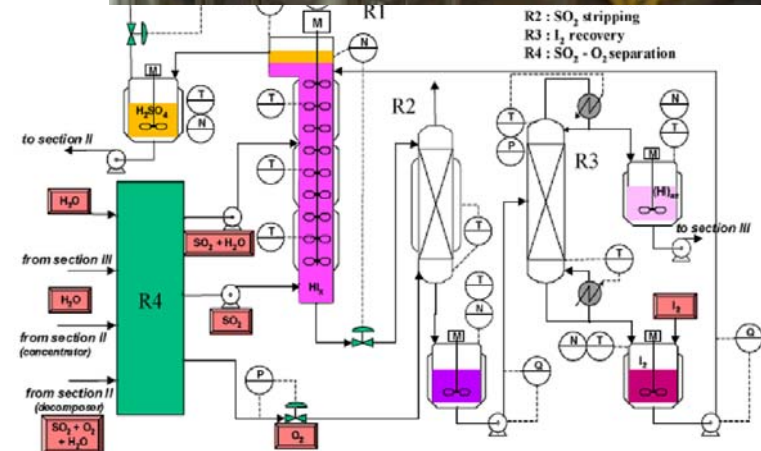 R1
R2 : SO₂ stripping
R3 : I₂ recovery
R4 : SO₂ - O₂ separation
M
N
M
H₂SO₄
T
N
T
to section II
R2
T
P
R3
N
T
M
(HI)ₐz
to section III
H₂O
SO₂ + H₂O
from section III
H₂O
R4
SO₂
T
T
HIₓ
T
T
N
M
T
I₂
from section II
(concentrator)
from section II
(decomposer)
SO₂ + O₂
+ H₂O
P
O₂
Q
N
T
M
I₂
Q